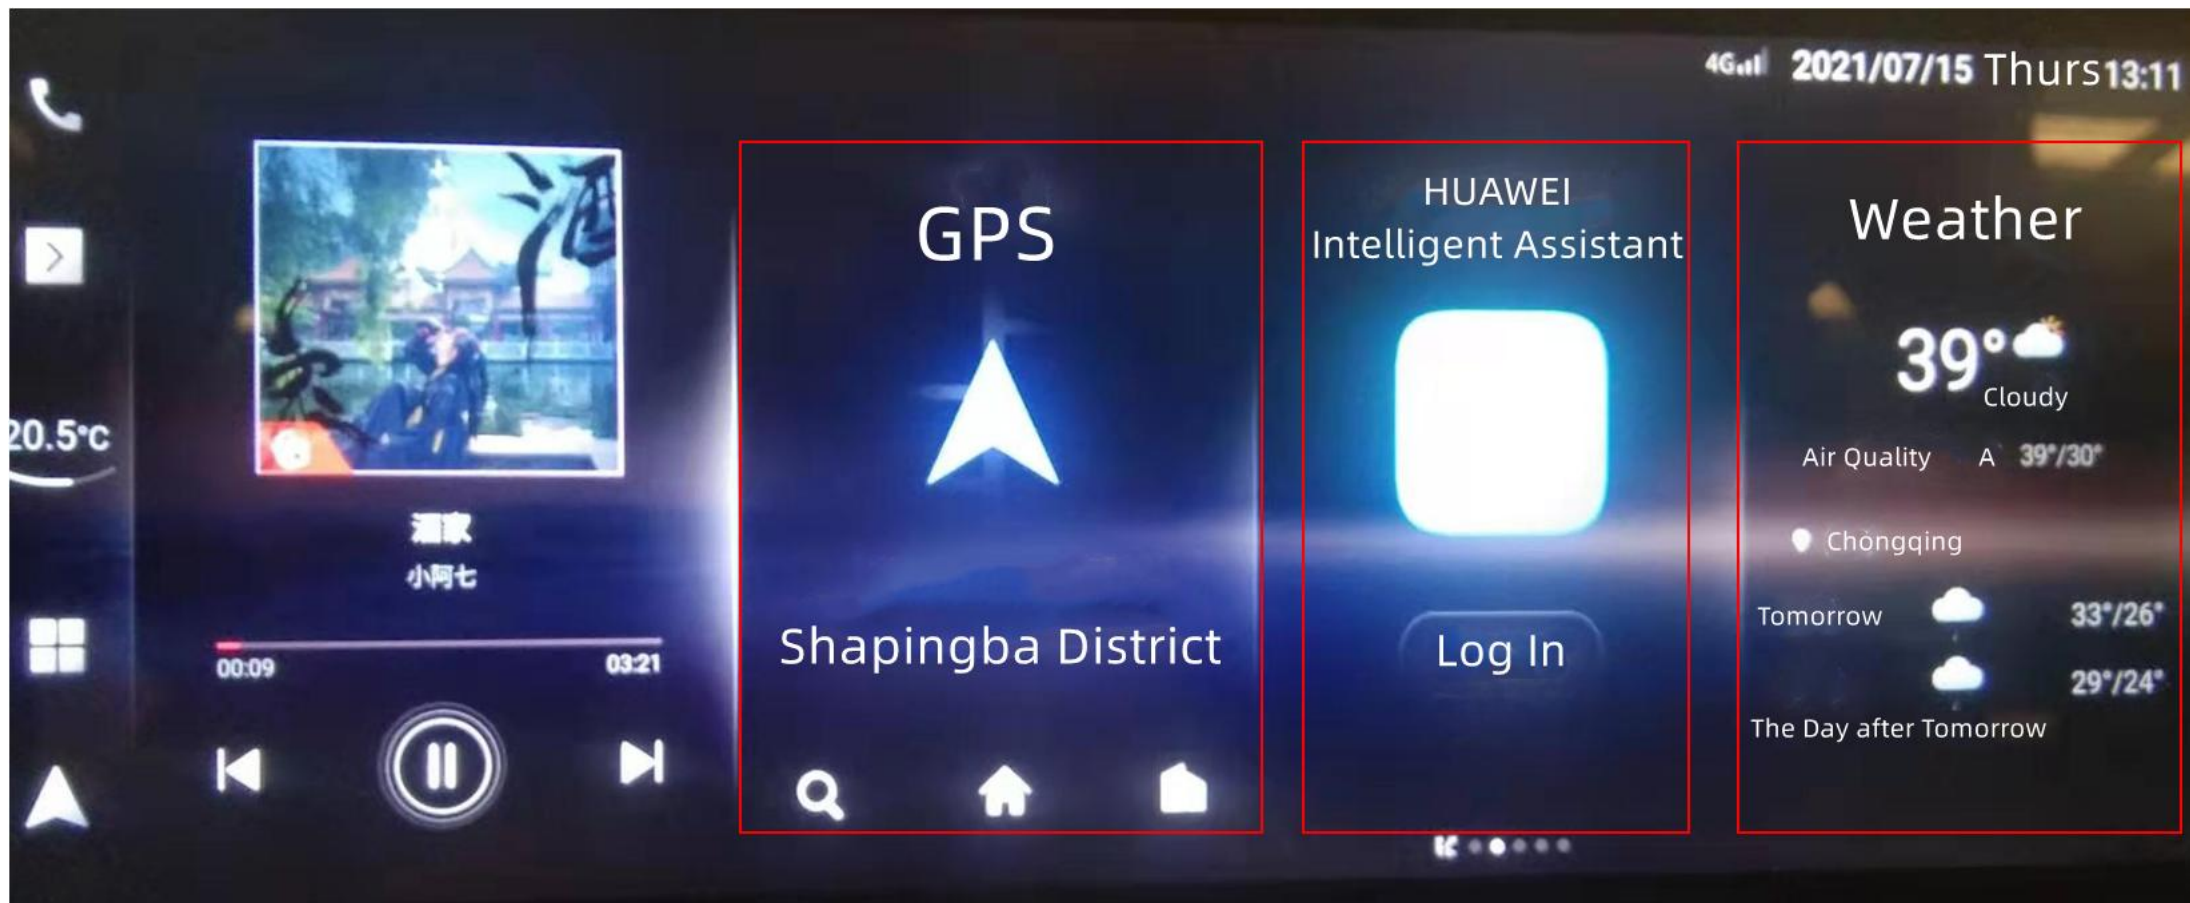 4G 2021/07/15 Thurs 13:11
酒
家
20.5°C
酒家
小阿七
00:09 03:21
GPS
Shapingba District
HUAWEI
Intelligent Assistant
Log In
Weather
39°
Cloudy
Air Quality A 39°/30°
Chongqing
Tomorrow 33°/26°
29°/24°
The Day after Tomorrow